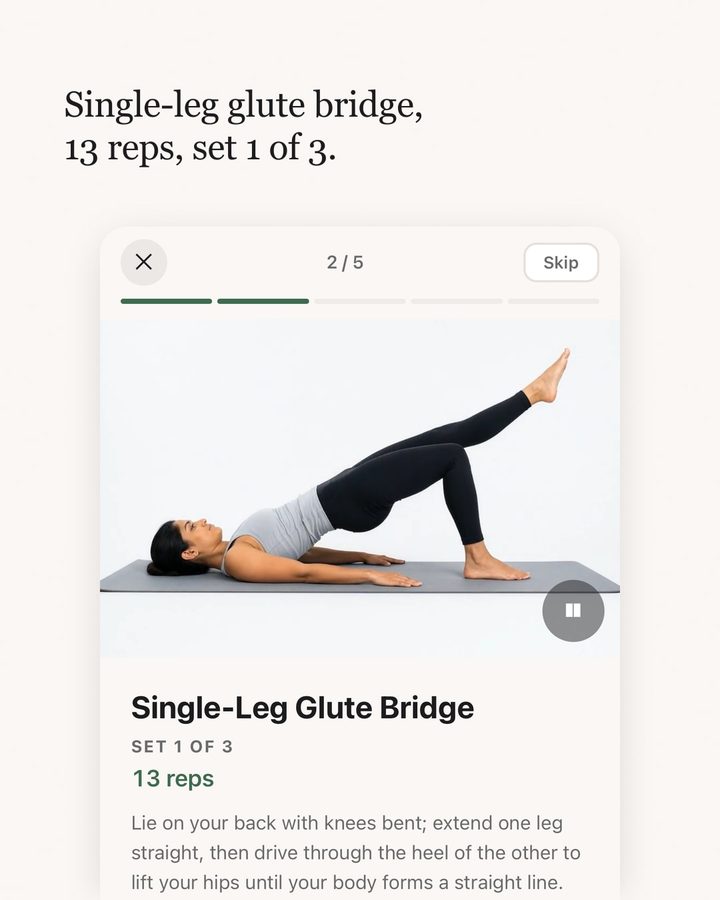 Single-leg glute bridge,
13 reps, set 1 of 3.
2 / 5
Skip
Single-Leg Glute Bridge
SET 1 OF 3
13 reps
Lie on your back with knees bent; extend one leg
straight, then drive through the heel of the other to
lift your hips until your body forms a straight line.